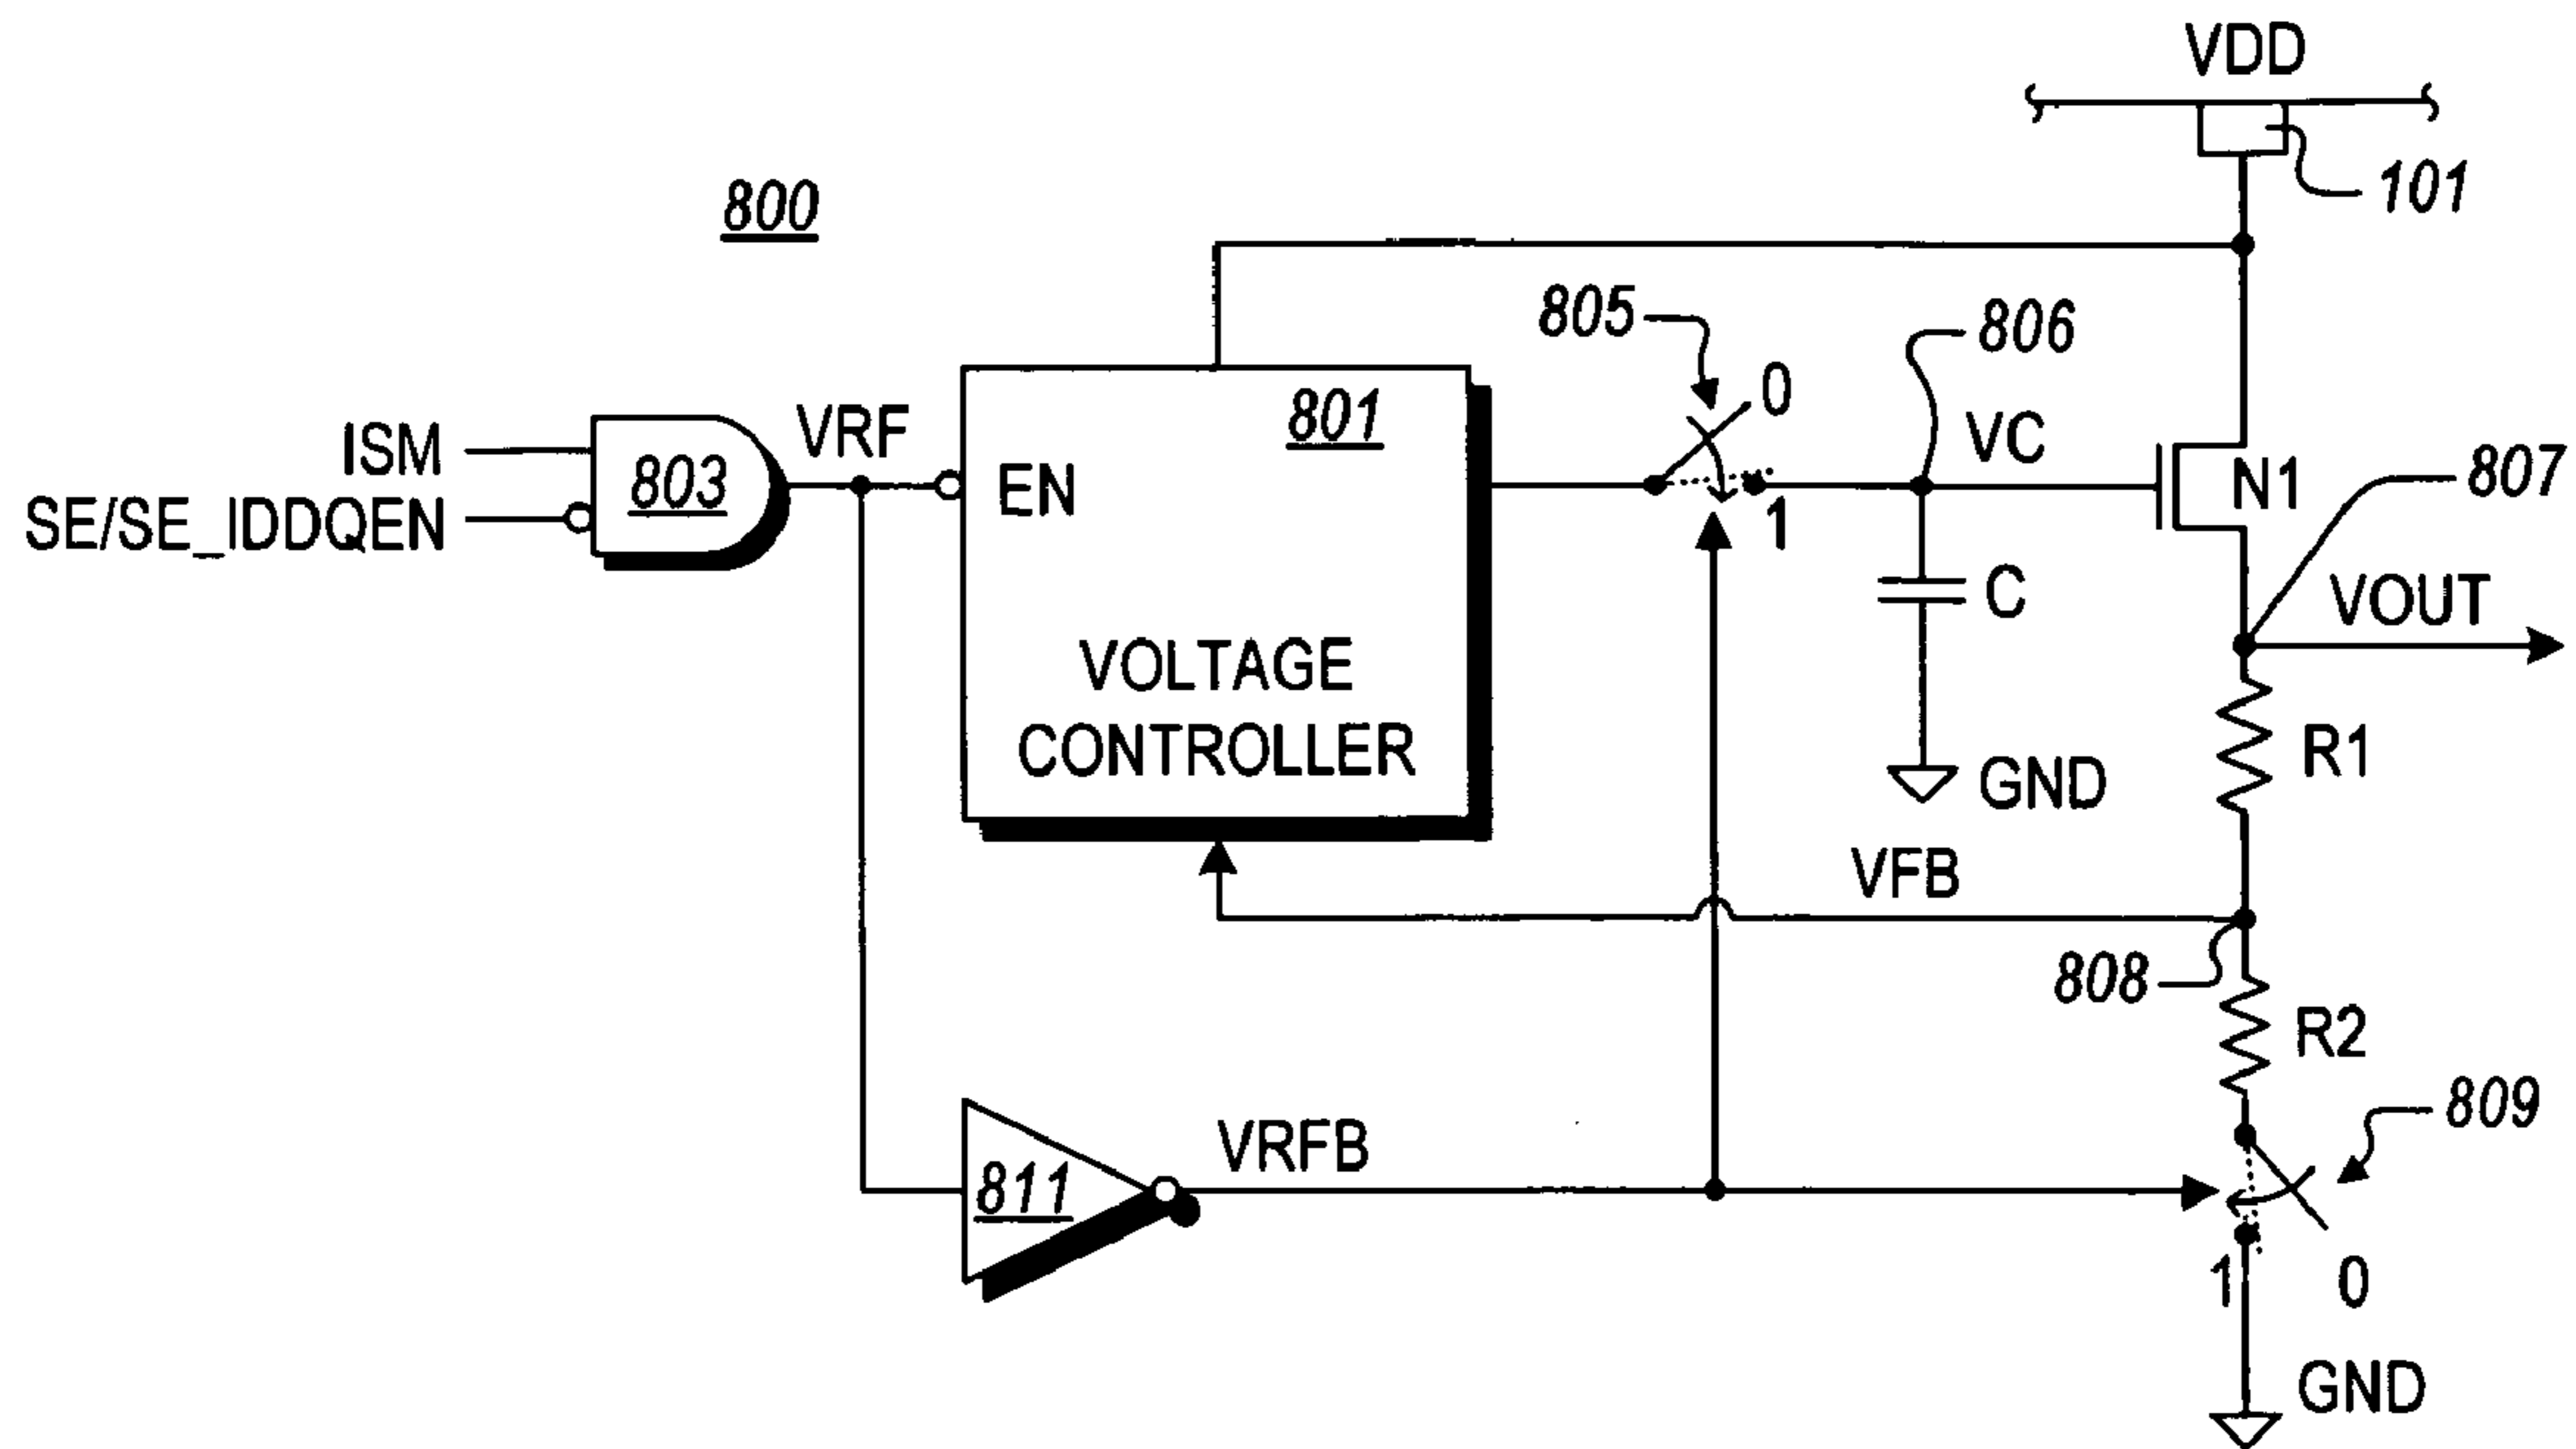 VDD
101
800
805
0
806
801
VC
ISM
803
VRF
EN
1
N1
807
SE/SE_IDDQEN
C
VOUT
VOLTAGE
CONTROLLER
GND
R1
VFB
808
R2
809
811
VRFB
1
0
GND